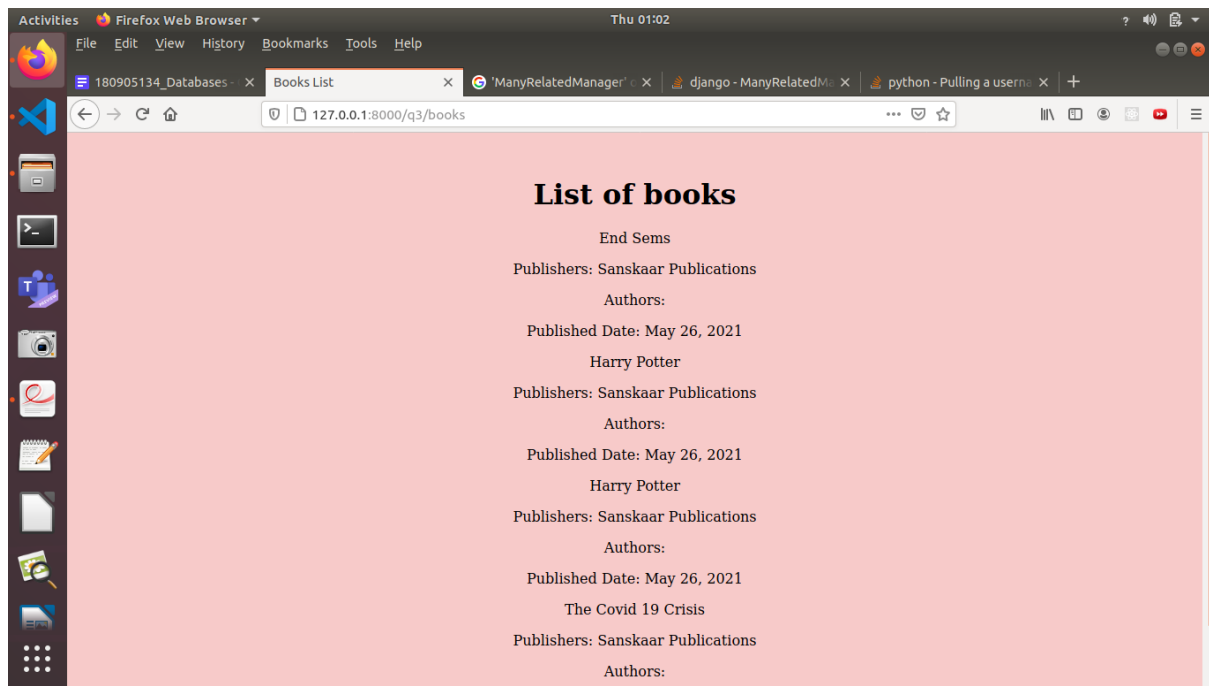 Activities Firefox Web Browser Thu 01:02 ?
File Edit View History Bookmarks Tools Help
180905134_Databases - Books List 'ManyRelatedManager' django - ManyRelatedMa python - Pulling a userna
127.0.0.1:8000/q3/books
List of books
End Sems
Publishers: Sanskaar Publications
Authors:
Published Date: May 26, 2021
Harry Potter
Publishers: Sanskaar Publications
Authors:
Published Date: May 26, 2021
Harry Potter
Publishers: Sanskaar Publications
Authors:
Published Date: May 26, 2021
The Covid 19 Crisis
Publishers: Sanskaar Publications
Authors: